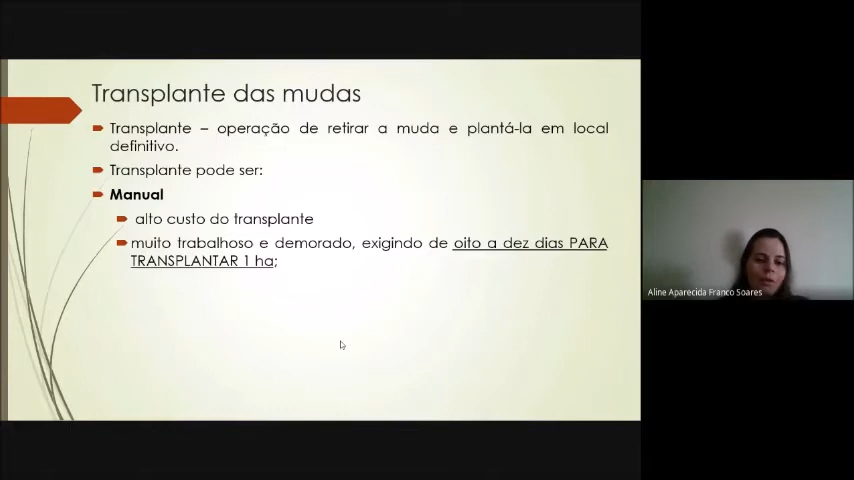 Transplante das mudas
Transplante – operação de retirar a muda e plantá-la em local
definitivo.
Transplante pode ser:
Manual
alto custo do transplante
muito trabalhoso e demorado, exigindo de oito a dez dias PARA
TRANSPLANTAR 1 ha;
Aline Aparecida Franco Soares